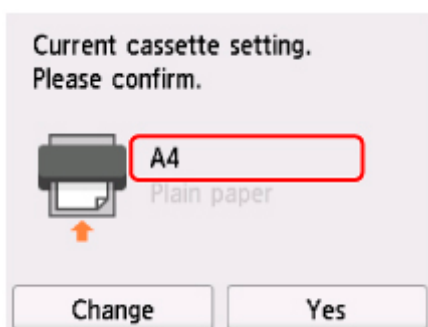 Current cassette setting.
Please confirm.
A4
Plain paper
Change
Yes